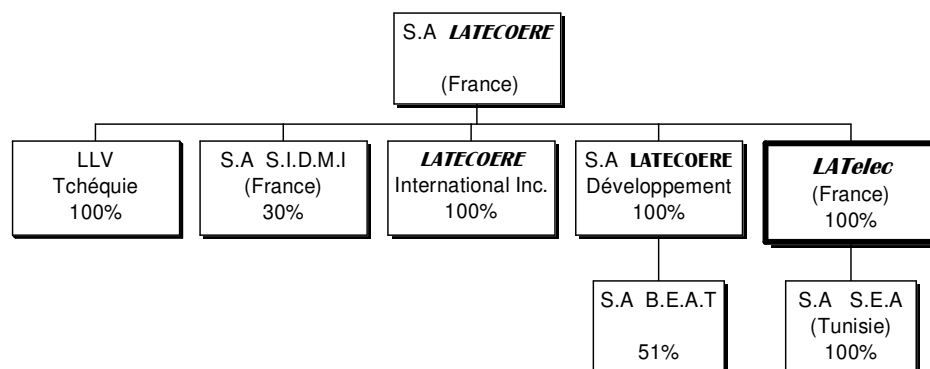 S.A LATECOERE
(France)
LLV
Tchéquie
100%
S.A S.I.D.M.I
(France)
30%
LATECOERE
International Inc.
100%
S.A LATECOERE
Développement
100%
LATelec
(France)
100%
S.A B.E.A.T
51%
S.A S.E.A
(Tunisie)
100%